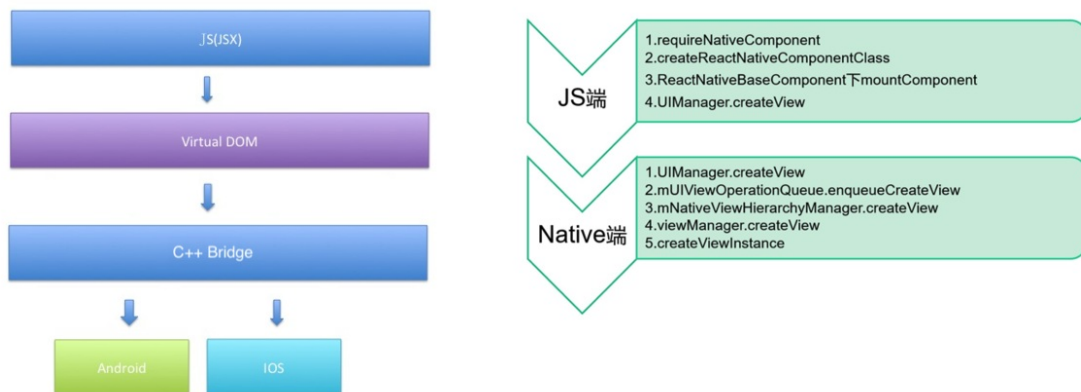 JS(JSX)
Virtual DOM
C++ Bridge
Android
IOS
JS端
1.requireNativeComponent
2.createReactNativeComponentClass
3.ReactNativeBaseComponent下mountComponent
4.UIManager.createView
Native端
1.UIManager.createView
2.mUIViewOperationQueue.enqueueCreateView
3.mNativeViewHierarchyManager.createView
4.viewManager.createView
5.createViewInstance